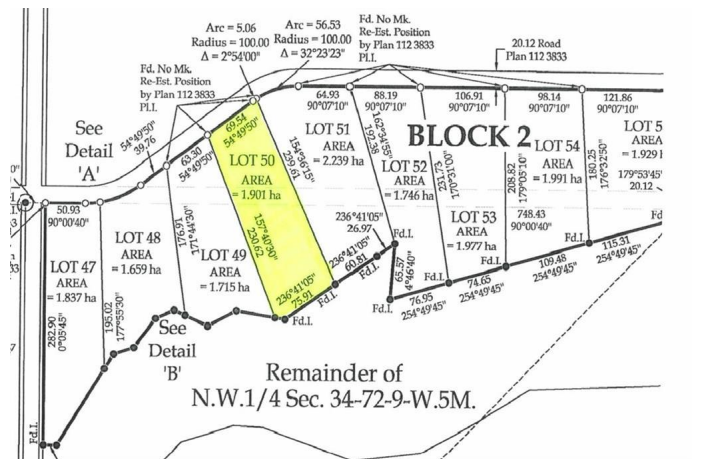 Arc = 5.06
Radius = 100.00
Δ = 2°54'00"
Arc = 56.53
Radius = 100.00
Δ = 32°23'23"
Fd. No Mk.
Re-Est. Position
by Plan 112 3833
Pl.I.
20.12 Road
Plan 112 3833
Fd. No Mk.
Re-Est. Position
by Plan 112 3833
Pl.I.
See
Detail
'A'
54°49'50"
39.76
63.30
54°49'50"
69.54
54°49'50"
64.93
90°07'10"
88.19
90°07'10"
106.91
90°07'10"
98.14
90°07'10"
121.86
90°07'10"
BLOCK 2
LOT 47
AREA
= 1.837 ha
50.93
90°00'40"
282.90
0°05'45"
LOT 48
AREA
= 1.659 ha
195.02
177°55'30"
176.91
171°44'30"
LOT 49
AREA
= 1.715 ha
LOT 50
AREA
= 1.901 ha
157°40'30"
230.62
236°41'05"
75.91
154°36'15"
239.61
LOT 51
AREA
= 2.239 ha
162°34'55"
192.38
LOT 52
AREA
= 1.746 ha
231.73
LOT 53
AREA
= 1.977 ha
208.82
179°05'10"
748.43
90°00'40"
LOT 54
AREA
= 1.991 ha
180.25
176°32'50"
LOT 5
AREA
= 1.929 h
179°53'45"
20.12
236°41'05"
26.97
236°41'05"
60.81
65.57
4°46'40"
76.95
254°49'45"
74.65
254°49'45"
109.48
254°49'45"
115.31
254°49'45"
Fd.I.
Fd.I.
Fd.I.
Fd.I.
Fd.I.
Fd.I.
Fd.I.
Fd.I.
Fd.I.
See
Detail
'B'
Remainder of
N.W.1/4 Sec. 34-72-9-W.5M.